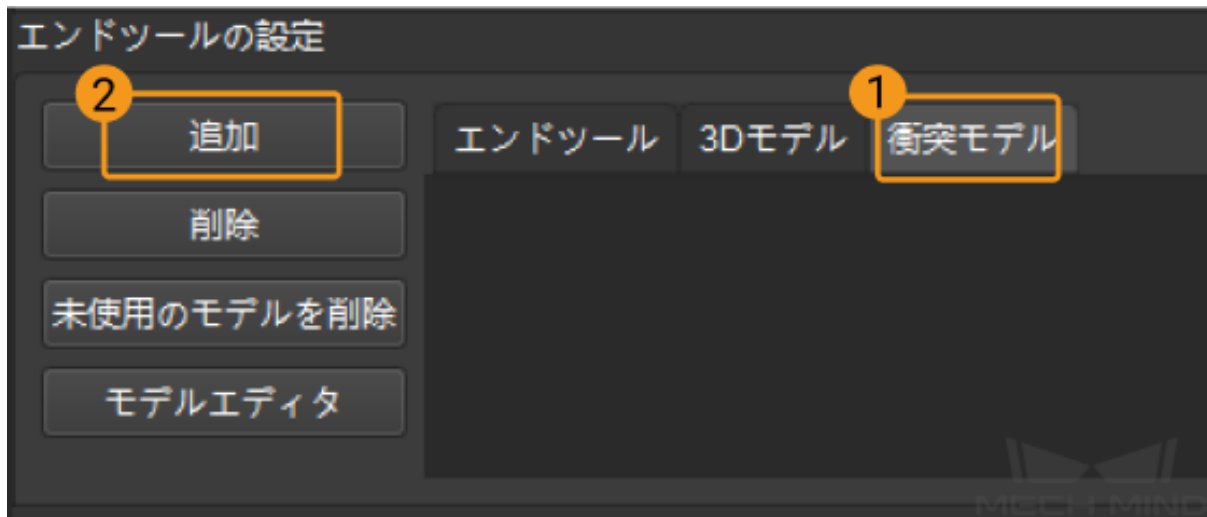 エンドツールの設定
2
1
追加
エンドツール 3Dモデル 衝突モデル
削除
未使用のモデルを削除
モデルエディタ
MECH MIND